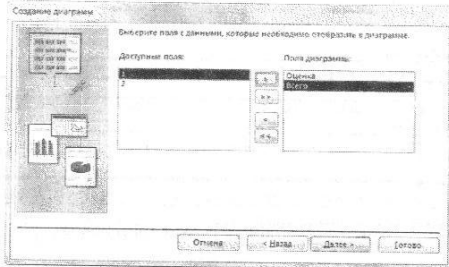 Создание диаграмм
Выберите поля с данными, которые необходимо отобразить в диаграмме.
Доступные поля:
Поля диаграммы:
1
2
Оценка
Всего
>
>>
<
<<
Отмена
< Назад
Далее >
Готово